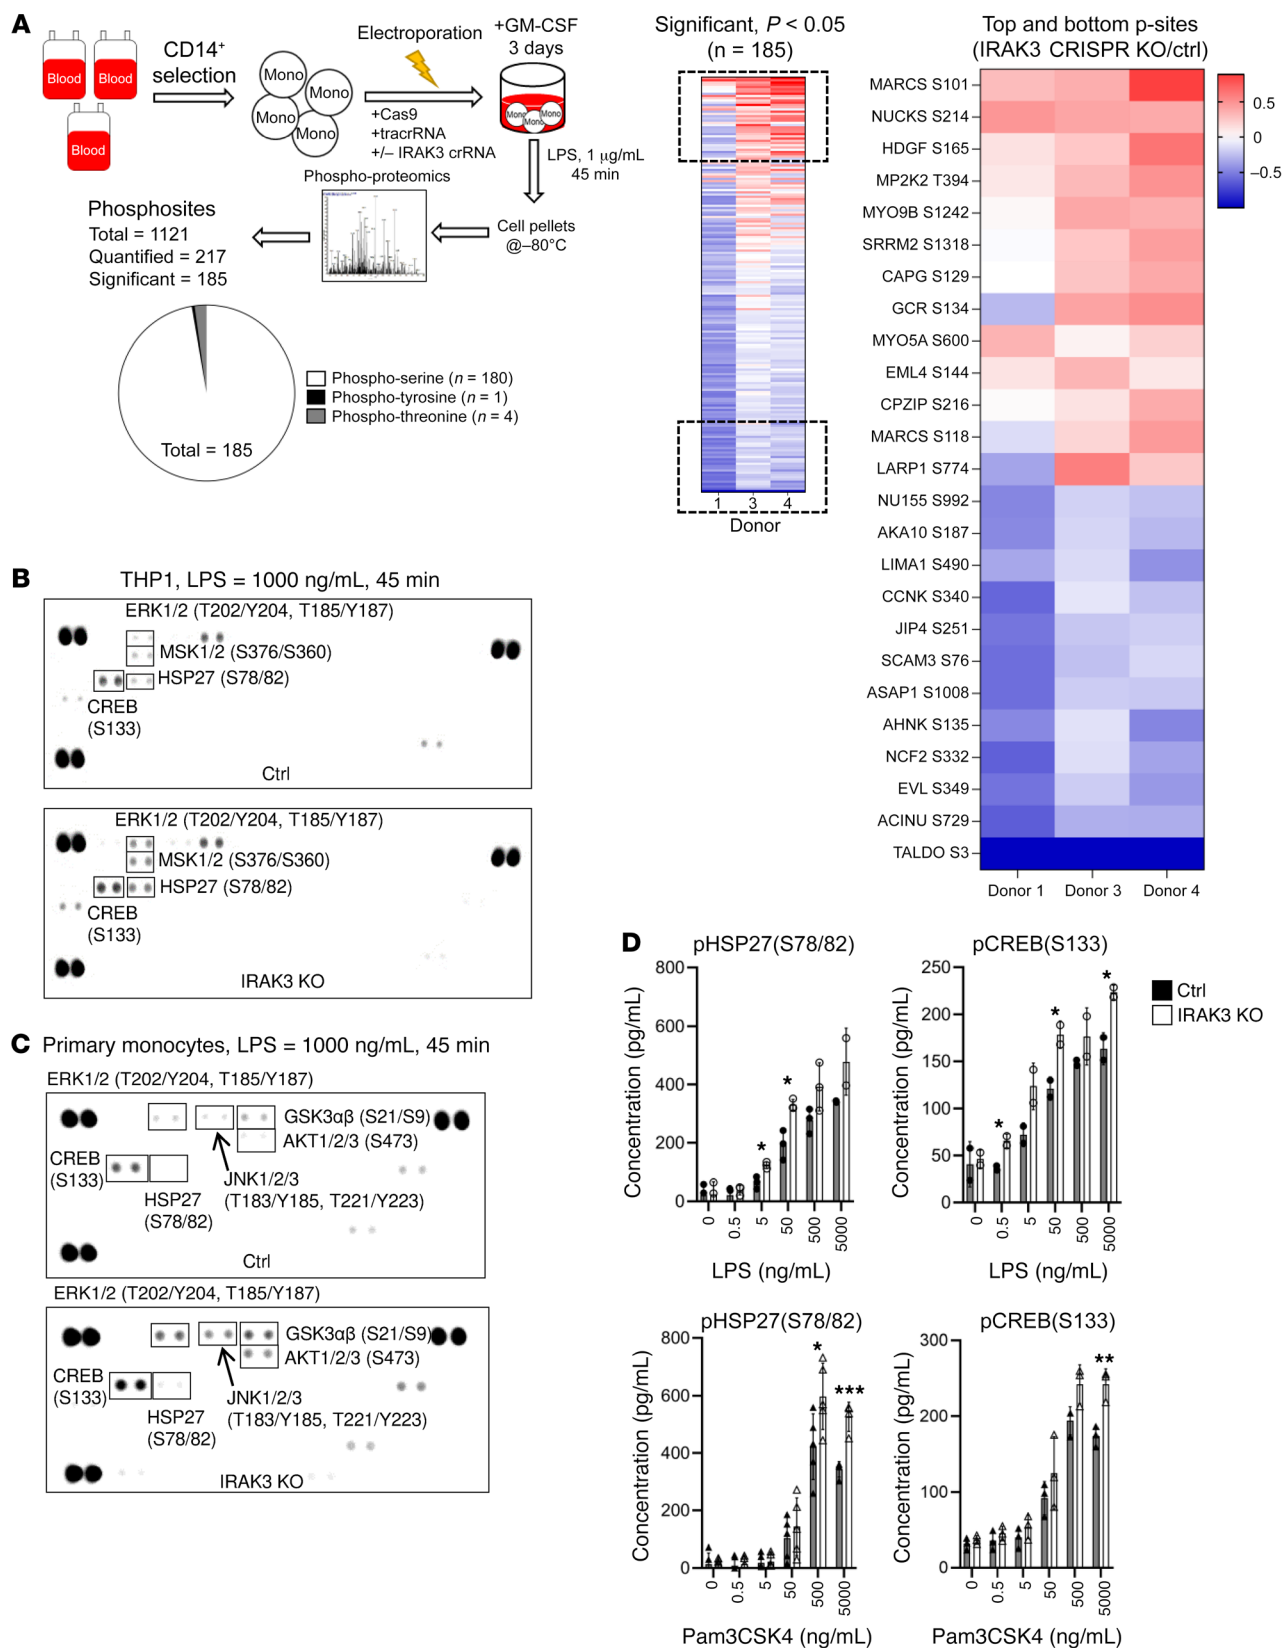 A
Blood
Blood
Blood
CD14+
selection
Mono
Mono
Mono
Mono
Electroporation
+Cas9
+tracrRNA
+/– IRAK3 crRNA
+GM-CSF
3 days
Mono
Mono
Mono
LPS, 1 µg/mL
45 min
Cell pellets
@–80°C
Phospho-proteomics
Phosphosites
Total = 1121
Quantified = 217
Significant = 185
Total = 185
Phospho-serine (n = 180)
Phospho-tyrosine (n = 1)
Phospho-threonine (n = 4)
Significant, P < 0.05
(n = 185)
1 3 4
Donor
Top and bottom p-sites
(IRAK3 CRISPR KO/ctrl)
MARCS S101
NUCKS S214
HDGF S165
MP2K2 T394
MYO9B S1242
SRRM2 S1318
CAPG S129
GCR S134
MYO5A S600
EML4 S144
CPZIP S216
MARCS S118
LARP1 S774
NU155 S992
AKA10 S187
LIMA1 S490
CCNK S340
JIP4 S251
SCAM3 S76
ASAP1 S1008
AHNK S135
NCF2 S332
EVL S349
ACINU S729
TALDO S3
Donor 1 Donor 3 Donor 4
0.5
0
–0.5
B
THP1, LPS = 1000 ng/mL, 45 min
ERK1/2 (T202/Y204, T185/Y187)
MSK1/2 (S376/S360)
HSP27 (S78/82)
CREB
(S133)
Ctrl
ERK1/2 (T202/Y204, T185/Y187)
MSK1/2 (S376/S360)
HSP27 (S78/82)
CREB
(S133)
IRAK3 KO
C
Primary monocytes, LPS = 1000 ng/mL, 45 min
ERK1/2 (T202/Y204, T185/Y187)
GSK3αβ (S21/S9)
AKT1/2/3 (S473)
CREB
(S133)
JNK1/2/3
(T183/Y185, T221/Y223)
HSP27
(S78/82)
Ctrl
ERK1/2 (T202/Y204, T185/Y187)
GSK3αβ (S21/S9)
AKT1/2/3 (S473)
CREB
(S133)
JNK1/2/3
(T183/Y185, T221/Y223)
HSP27
(S78/82)
IRAK3 KO
D
pHSP27(S78/82)
Concentration (pg/mL)
800
600
400
200
0
*
*
0 0.5 5 50 500 5000
LPS (ng/mL)
pCREB(S133)
Concentration (pg/mL)
250
200
150
100
50
0
*
*
*
0 0.5 5 50 500 5000
LPS (ng/mL)
Ctrl
IRAK3 KO
pHSP27(S78/82)
Concentration (pg/mL)
800
600
400
200
0
*
***
0 0.5 5 50 500 5000
Pam3CSK4 (ng/mL)
pCREB(S133)
Concentration (pg/mL)
300
200
100
0
**
0 0.5 5 50 500 5000
Pam3CSK4 (ng/mL)